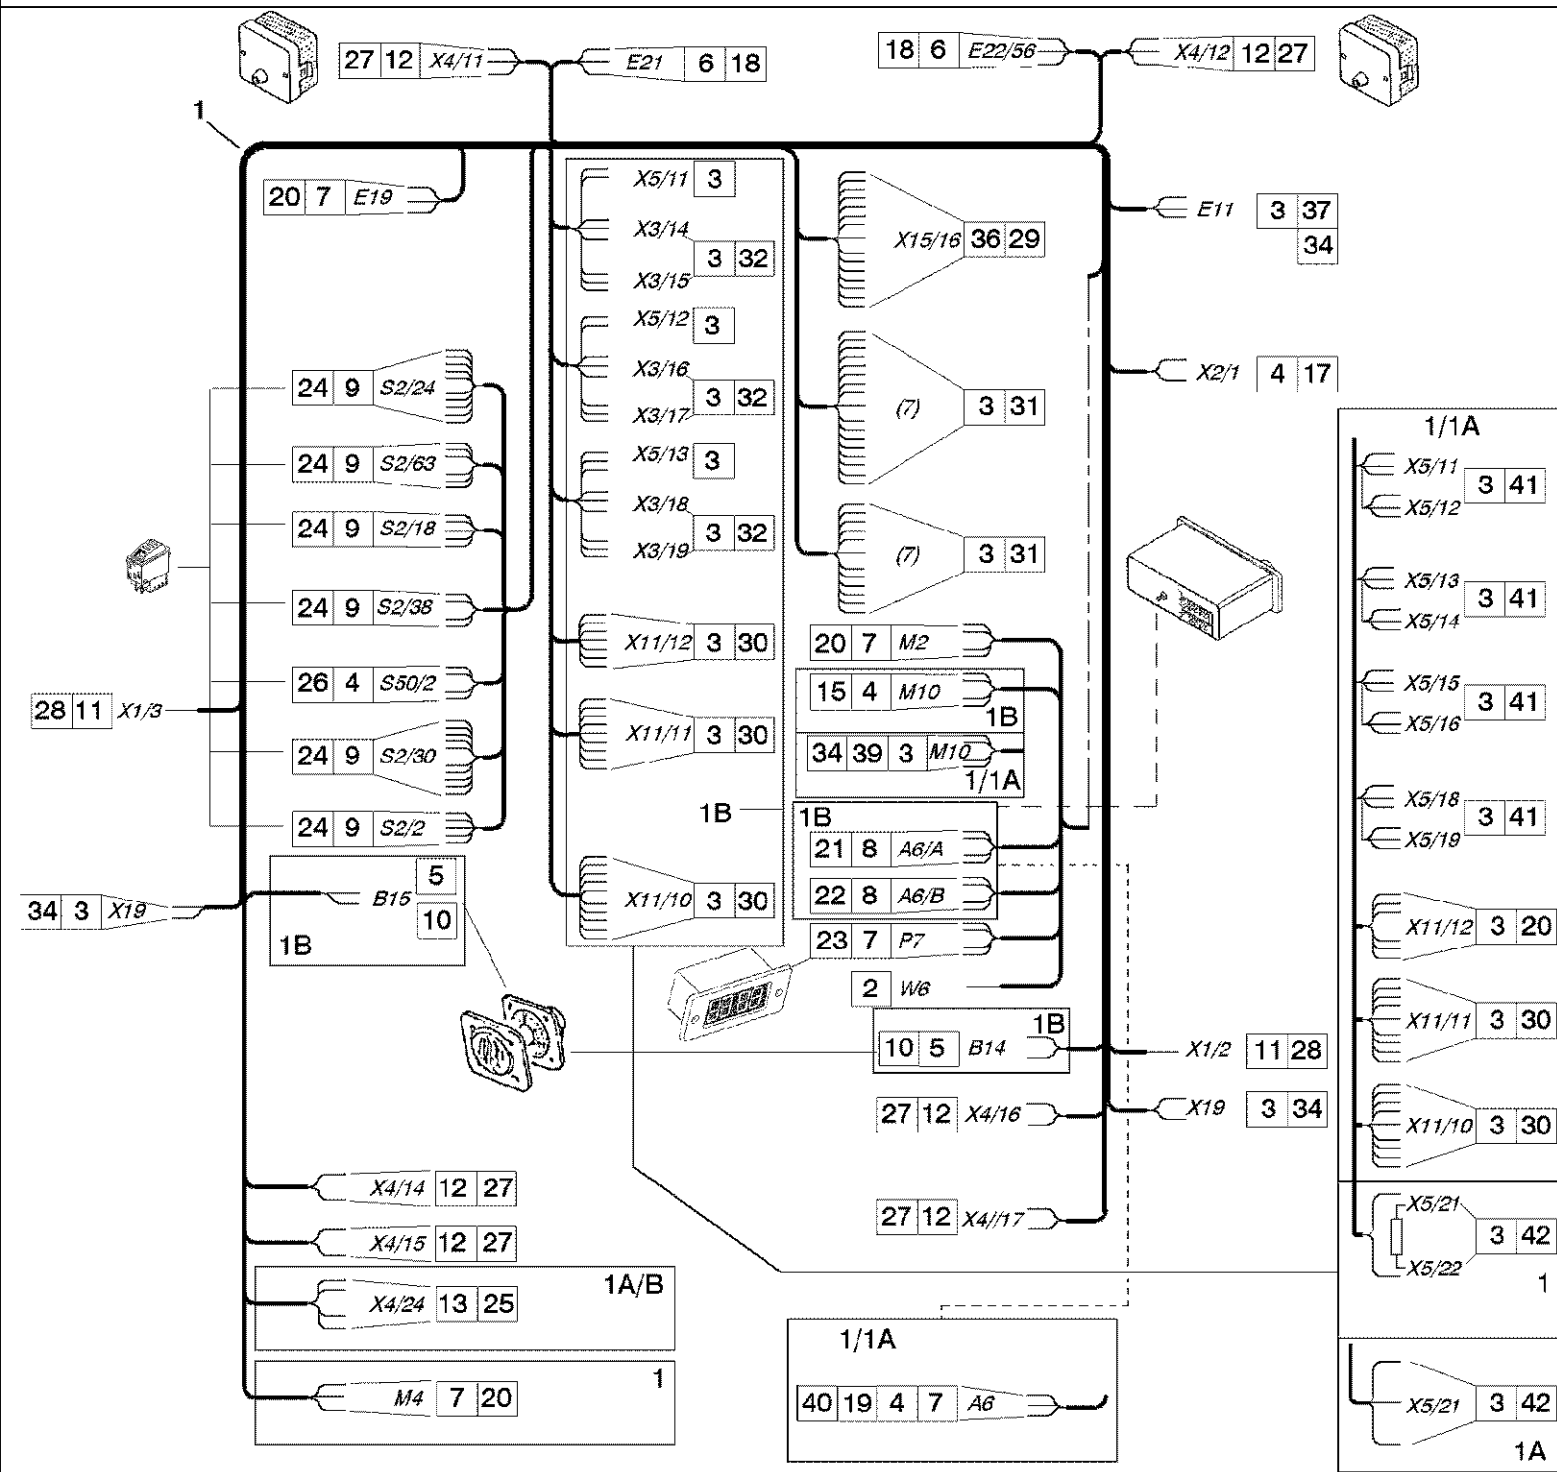 27 12 X4/11
E21 6 18
18 6 E22/56
X4/12 12 27
1
20 7 E19
X5/11 3
X3/14
3 32
X3/15
X5/12 3
X3/16
3 32
X3/17
X5/13 3
X3/18
3 32
X3/19
X11/12 3 30
X11/11 3 30
1B
X11/10 3 30
X15/16 36 29
(7) 3 31
(7) 3 31
E11 3 37
34
X2/1 4 17
24 9 S2/24
24 9 S2/63
24 9 S2/18
24 9 S2/38
26 4 S50/2
24 9 S2/30
24 9 S2/2
28 11 X1/3
34 3 X19
B15 5
10
1B
20 7 M2
15 4 M10
1B
34 39 3 M10
1/1A
1B
21 8 A6/A
22 8 A6/B
23 7 P7
2 W6
1B
10 5 B14
X1/2 11 28
27 12 X4/16
X19 3 34
27 12 X4//17
X4/14 12 27
X4/15 12 27
1A/B
X4/24 13 25
1
M4 7 20
1/1A
40 19 4 7 A6
1/1A
X5/11
3 41
X5/12
X5/13
3 41
X5/14
X5/15
3 41
X5/16
X5/18
3 41
X5/19
X11/12 3 20
X11/11 3 30
X11/10 3 30
X5/21
3 42
X5/22
1
X5/21 3 42
1A